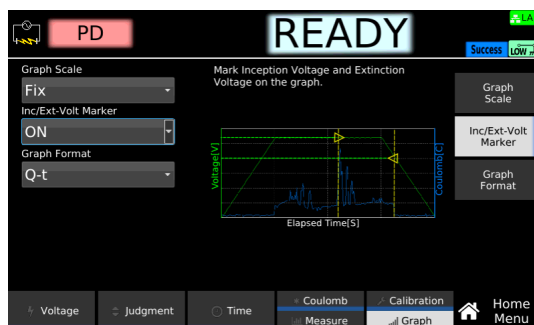 PD
READY
LA
Success
LOW
Graph Scale
Fix
Inc/Ext-Volt Marker
ON
Graph Format
Q-t
Mark Inception Voltage and Extinction
Voltage on the graph.
Voltage[V]
Coulomb[C]
Elapsed Time[S]
Graph
Scale
Inc/Ext-Volt
Marker
Graph
Format
Voltage
Judgment
Time
Coulomb
Measure
Calibration
Graph
Home
Menu